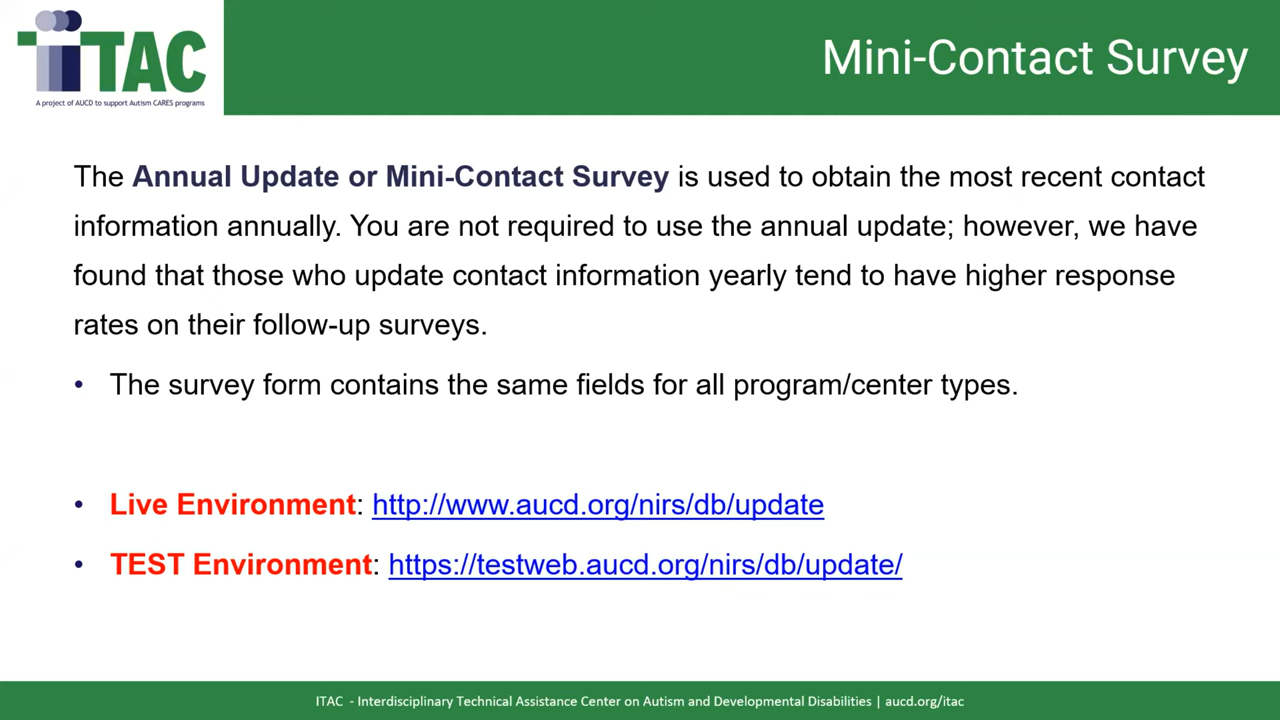 iTAC
A project of AUCD to support Autism CARES programs
Mini-Contact Survey
The Annual Update or Mini-Contact Survey is used to obtain the most recent contact
information annually. You are not required to use the annual update; however, we have
found that those who update contact information yearly tend to have higher response
rates on their follow-up surveys.
• The survey form contains the same fields for all program/center types.
• Live Environment: http://www.aucd.org/nirs/db/update
• TEST Environment: https://testweb.aucd.org/nirs/db/update/
ITAC - Interdisciplinary Technical Assistance Center on Autism and Developmental Disabilities | aucd.org/itac